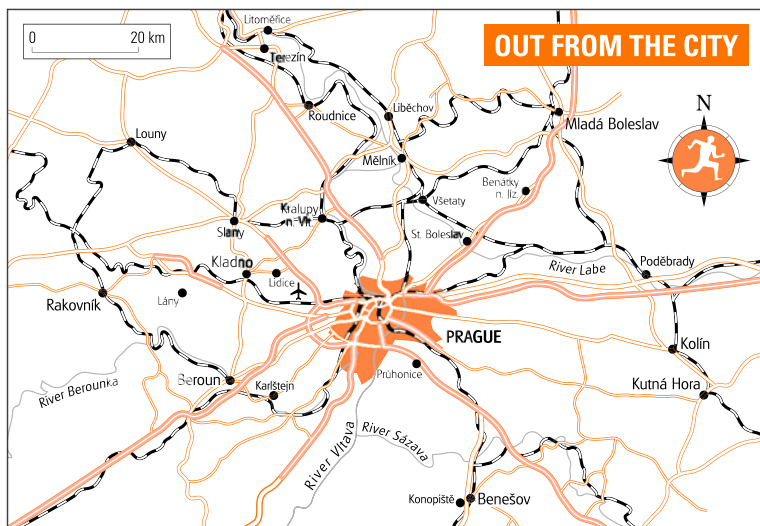 0 20 km
OUT FROM THE CITY
N
Litoměřice
Terezín
Roudnice
Liběchov
Mladá Boleslav
Louny
Mělník
Benátky
n. Jíz.
Všetaty
Kralupy
n. Vlt.
Slany
St. Boleslav
Kladno
Lidice
River Labe
Poděbrady
Rakovník
Lány
PRAGUE
Kolín
Beroun
Karlštejn
Průhonice
Kutná Hora
River Berounka
River Vltava
River Sázava
Konopiště
Benešov